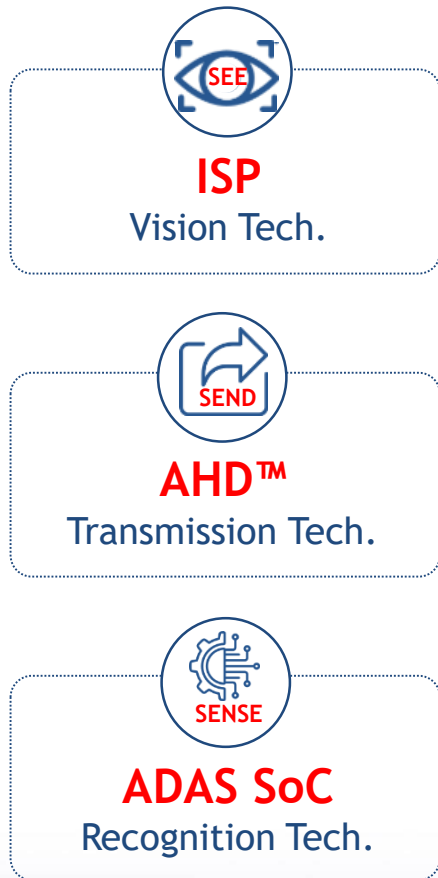 SEE
ISP
Vision Tech.
SEND
AHD™
Transmission Tech.
SENSE
ADAS SoC
Recognition Tech.